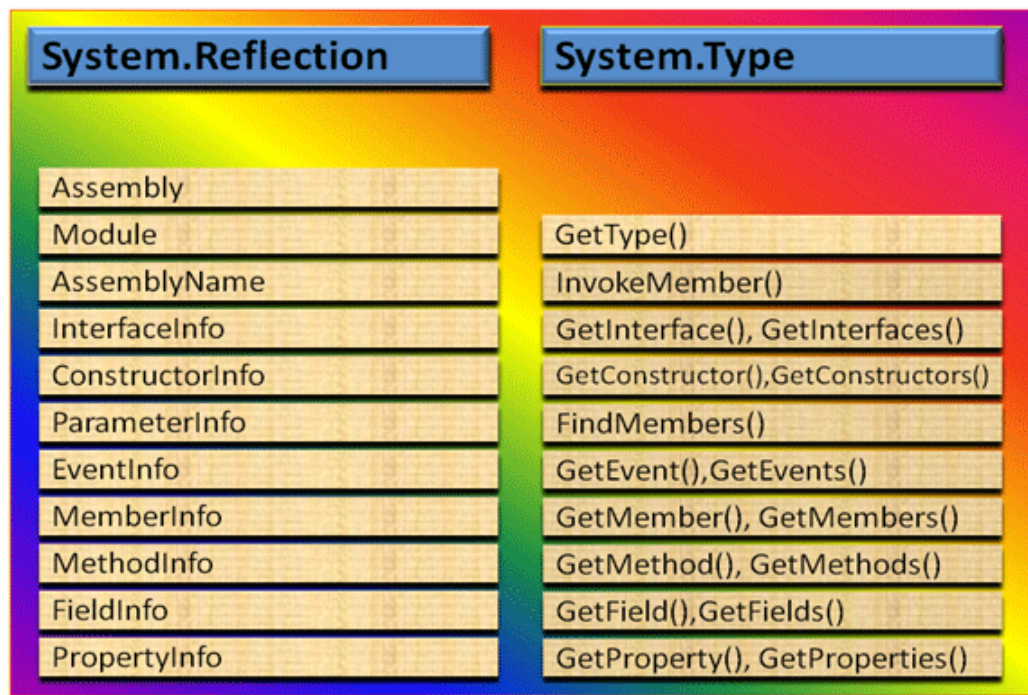 System.Reflection
Assembly
Module
AssemblyName
InterfaceInfo
ConstructorInfo
ParameterInfo
EventInfo
MemberInfo
MethodInfo
FieldInfo
PropertyInfo
System.Type
GetType()
InvokeMember()
GetInterface(), GetInterfaces()
GetConstructor(),GetConstructors()
FindMembers()
GetEvent(),GetEvents()
GetMember(), GetMembers()
GetMethod(), GetMethods()
GetField(),GetFields()
GetProperty(), GetProperties()